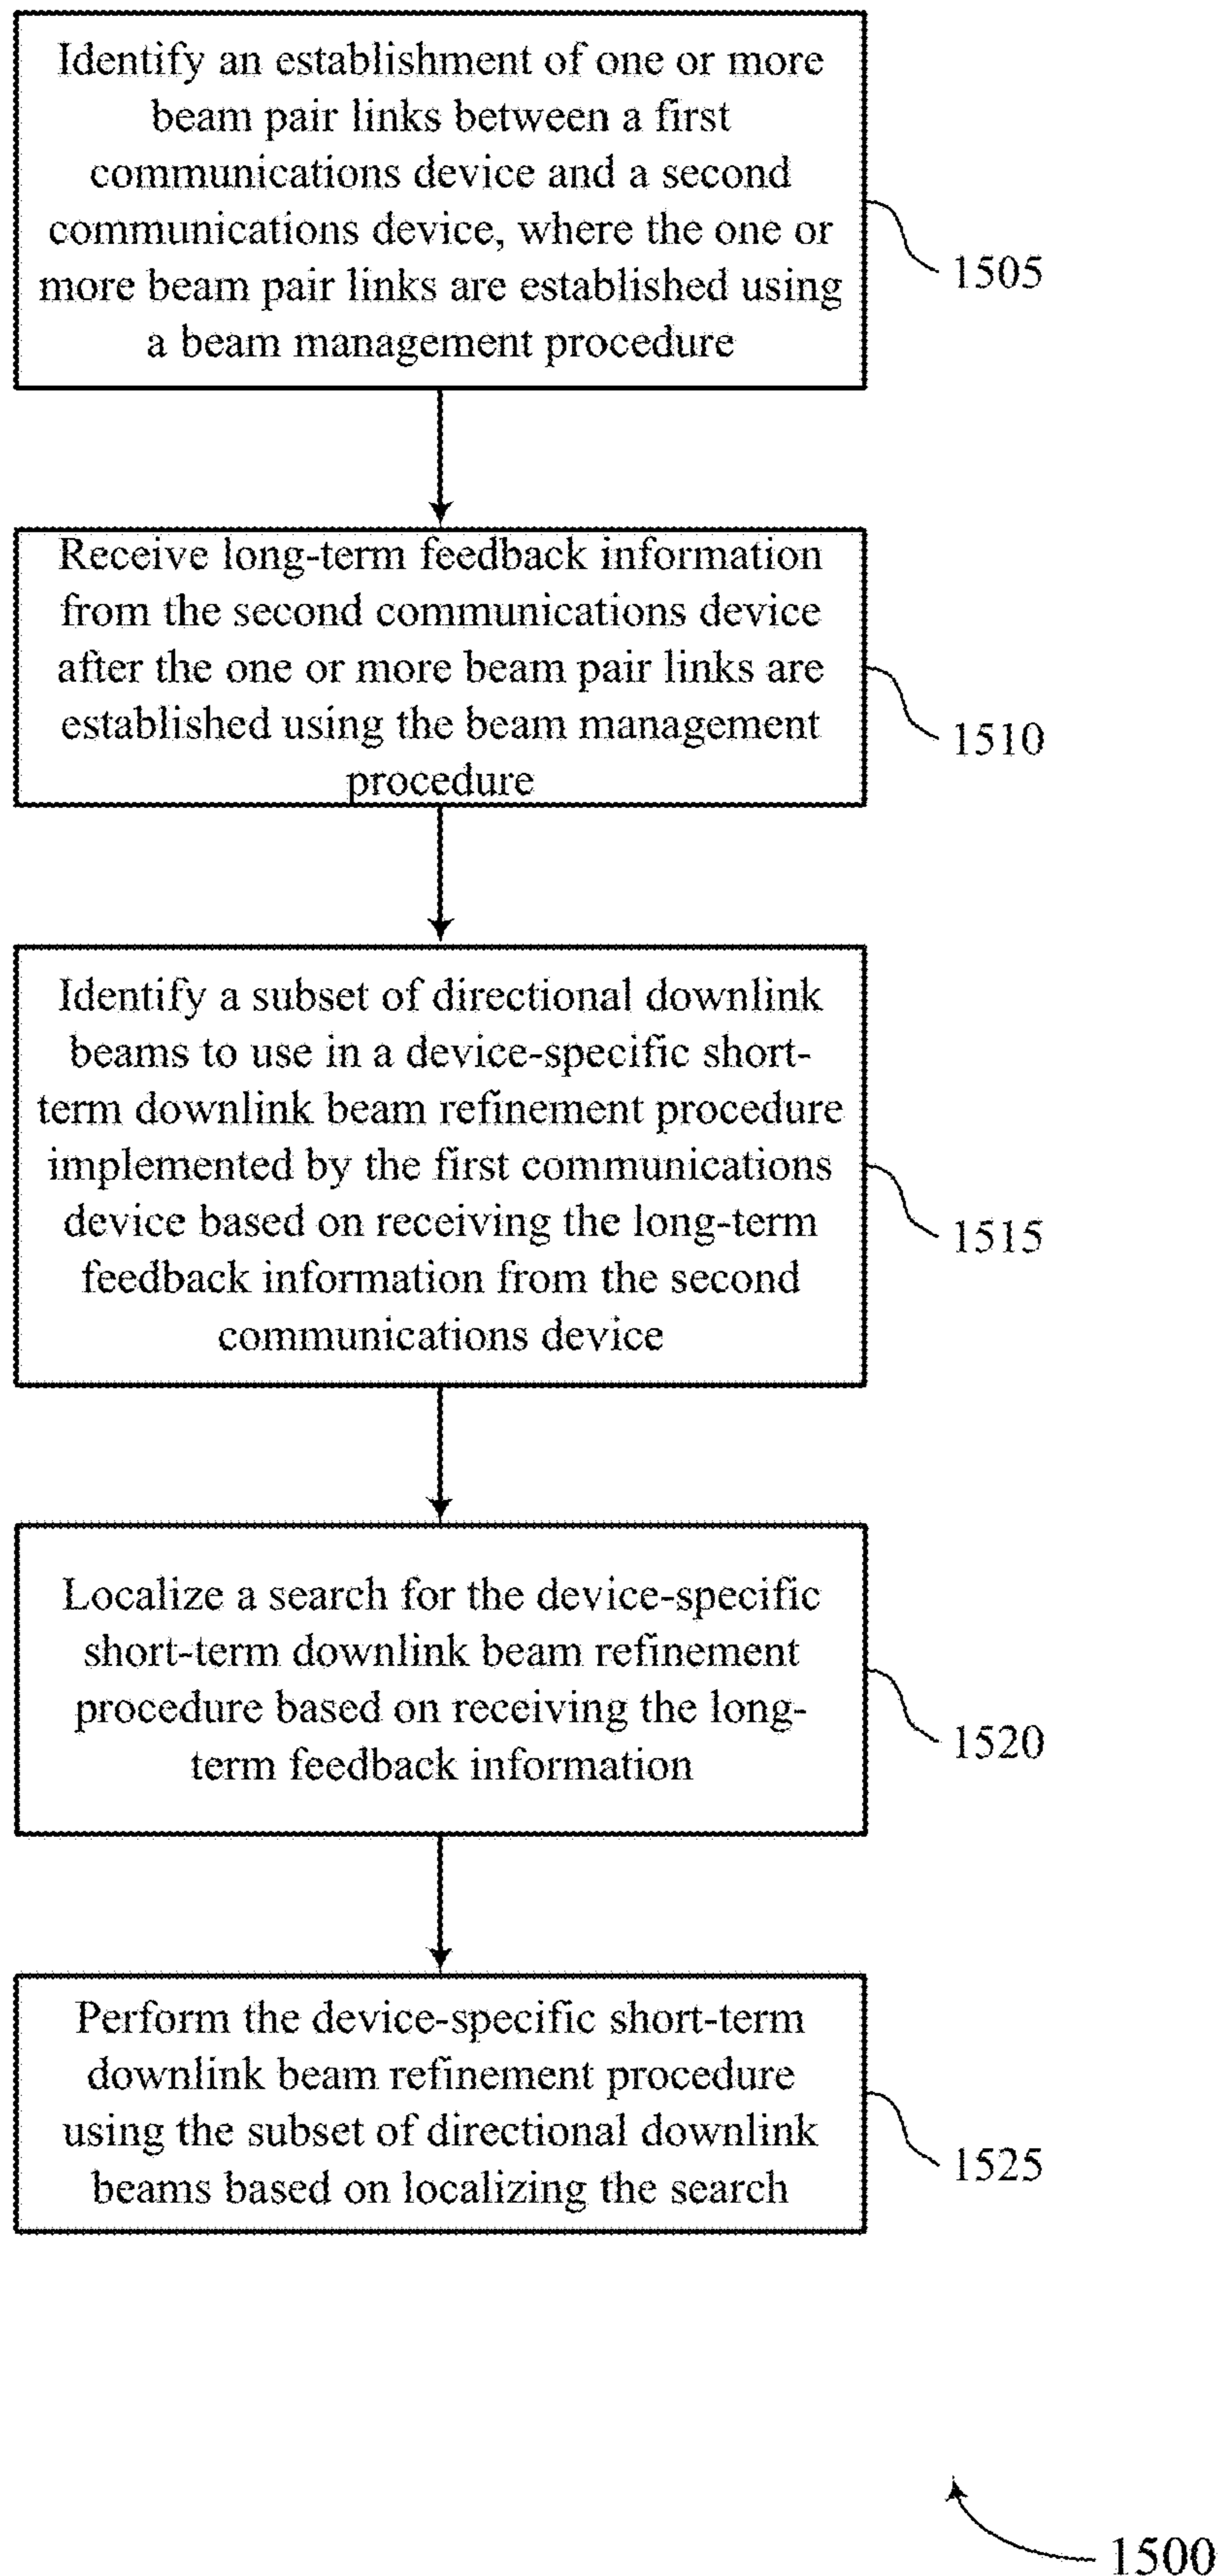 Identify an establishment of one or more
beam pair links between a first
communications device and a second
communications device, where the one or
more beam pair links are established using
a beam management procedure
1505
Receive long-term feedback information
from the second communications device
after the one or more beam pair links are
established using the beam management
procedure
1510
Identify a subset of directional downlink
beams to use in a device-specific short-
term downlink beam refinement procedure
implemented by the first communications
device based on receiving the long-term
feedback information from the second
communications device
1515
Localize a search for the device-specific
short-term downlink beam refinement
procedure based on receiving the long-
term feedback information
1520
Perform the device-specific short-term
downlink beam refinement procedure
using the subset of directional downlink
beams based on localizing the search
1525
1500